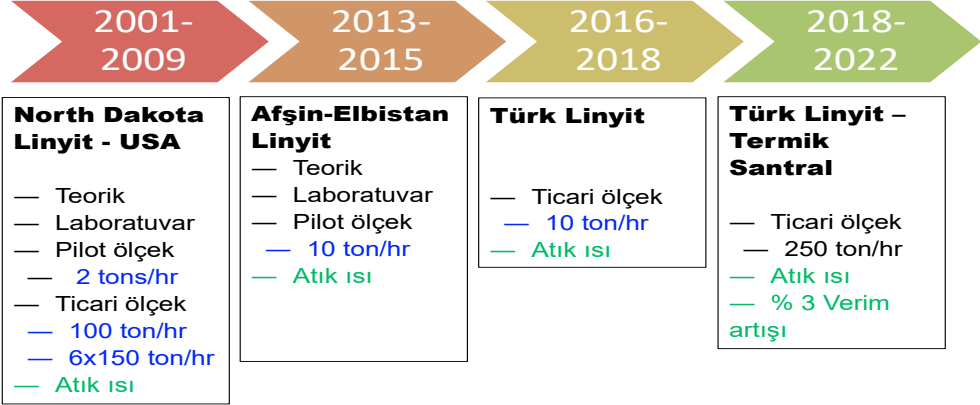 2001-
2009
North Dakota
Linyit - USA
— Teorik
— Laboratuvar
— Pilot ölçek
— 2 tons/hr
— Ticari ölçek
— 100 ton/hr
— 6x150 ton/hr
— Atık ısı
2013-
2015
Afşin-Elbistan
Linyit
— Teorik
— Laboratuvar
— Pilot ölçek
— 10 ton/hr
— Atık ısı
2016-
2018
Türk Linyit
— Ticari ölçek
— 10 ton/hr
— Atık ısı
2018-
2022
Türk Linyit –
Termik
Santral
— Ticari ölçek
— 250 ton/hr
— Atık ısı
— % 3 Verim
artışı